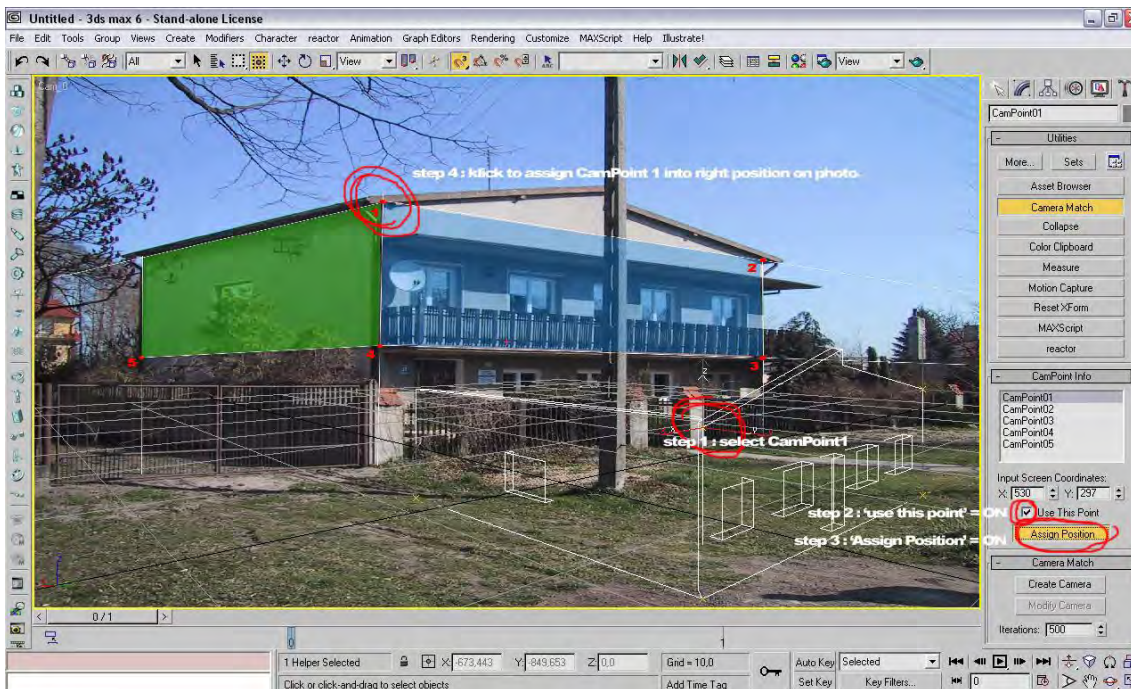 Untitled - 3ds max 6 - Stand-alone License
File Edit Tools Group Views Create Modifiers Character reactor Animation Graph Editors Rendering Customize MAXScript Help Illustrate!
All
View
View
CamPoint01
Utilities
More... Sets
Asset Browser
Camera Match
Collapse
Color Clipboard
Measure
Motion Capture
Reset XForm
MAXScript
reactor
step 4 : klick to assign CamPoint 1 into right position on photo.
2
3
4
5
CamPoint Info
CamPoint01
CamPoint02
CamPoint03
CamPoint04
CamPoint05
z
step 1 : select CamPoint1
Input Screen Coordinates:
X: 530 Y: 297
step 2 : 'use this point' = ON
Use This Point
step 3 : 'Assign Position' = ON
Assign Position
Camera Match
Create Camera
Modify Camera
Iterations: 500
0 / 1
0
1
1 Helper Selected
X: -673,443 Y: -849,653 Z: 0,0
Grid = 10,0
Auto Key Selected
Click or click-and-drag to select objects
Add Time Tag
Set Key Key Filters...
0